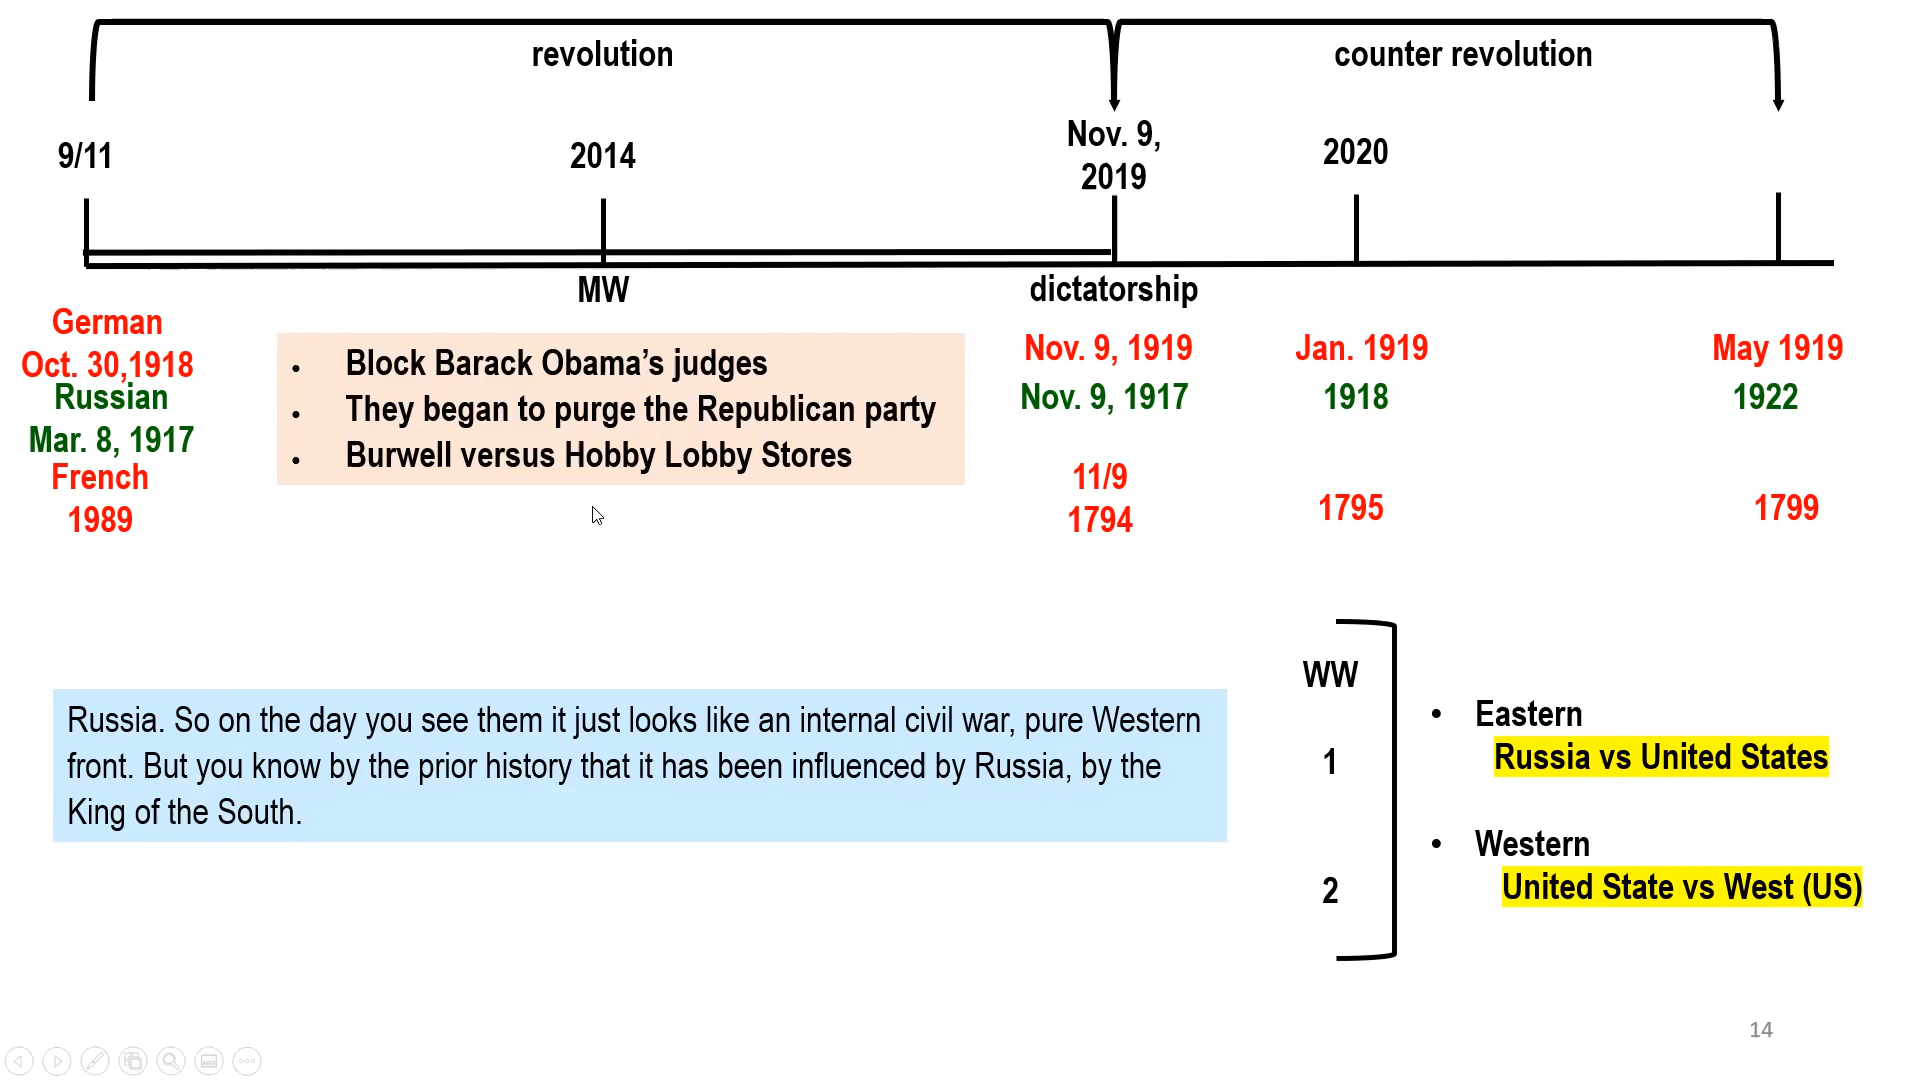 revolution
counter revolution
9/11
2014
Nov. 9,
2019
2020
MW
dictatorship
German
Oct. 30,1918
Russian
Mar. 8, 1917
French
1989
• Block Barack Obama’s judges
• They began to purge the Republican party
• Burwell versus Hobby Lobby Stores
Nov. 9, 1919
Nov. 9, 1917
11/9
1794
Jan. 1919
1918
1795
May 1919
1922
1799
Russia. So on the day you see them it just looks like an internal civil war, pure Western
front. But you know by the prior history that it has been influenced by Russia, by the
King of the South.
WW
1
2
• Eastern
Russia vs United States
• Western
United State vs West (US)
14